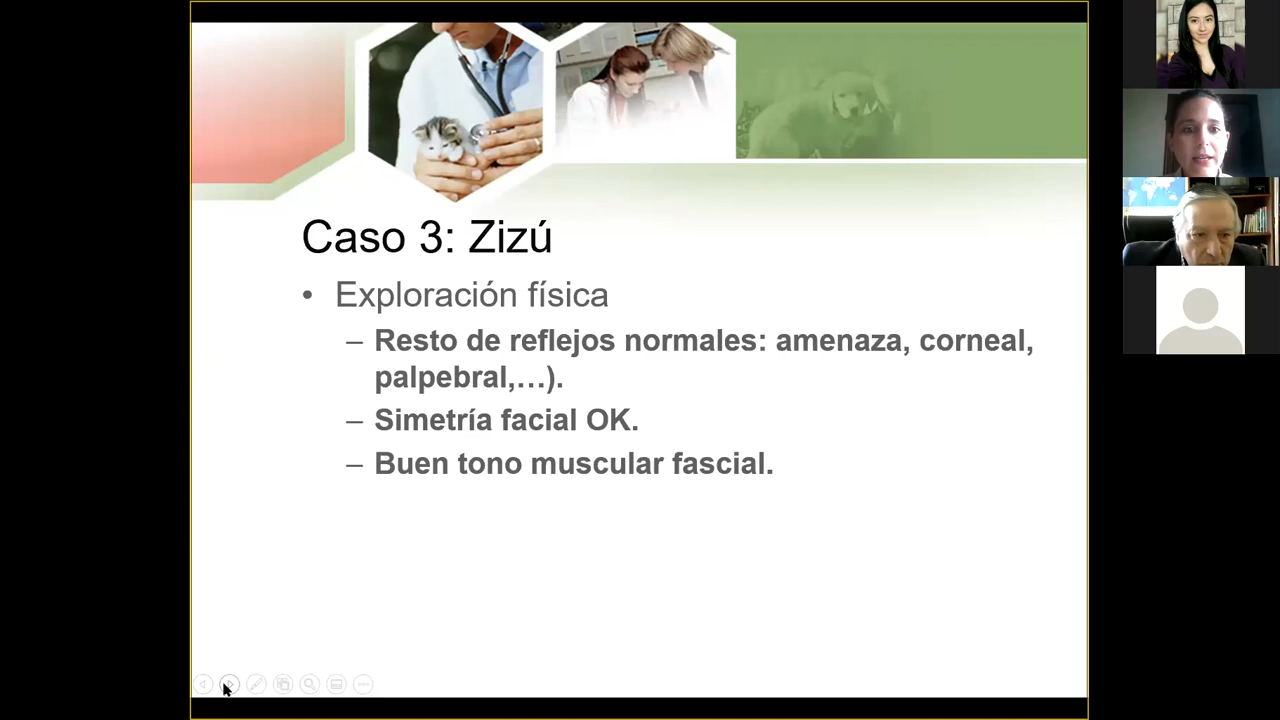 Caso 3: Zizú
• Exploración física
– Resto de reflejos normales: amenaza, corneal,
palpebral,…).
– Simetría facial OK.
– Buen tono muscular fascial.